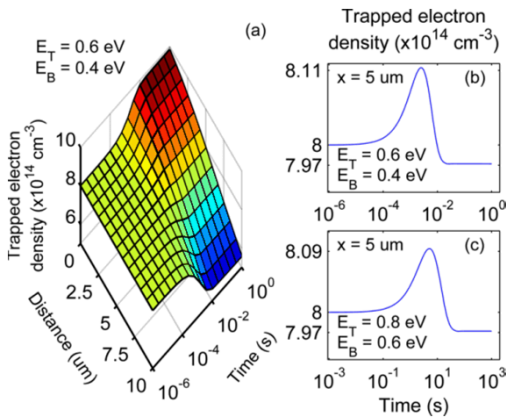 E_T = 0.6 eV
E_B = 0.4 eV
(a)
Trapped electron
density (x10^14 cm^-3)
10
8
6
0
2.5
5
7.5
10
Distance (um)
10^-6
10^-4
10^-2
10^0
Time (s)
Trapped electron
density (x10^14 cm^-3)
8.11
8
7.97
x = 5 um
(b)
E_T = 0.6 eV
E_B = 0.4 eV
10^-6 10^-4 10^-2 10^0
8.09
8
7.97
x = 5 um
(c)
E_T = 0.8 eV
E_B = 0.6 eV
10^-3 10^-1 10^1 10^3
Time (s)